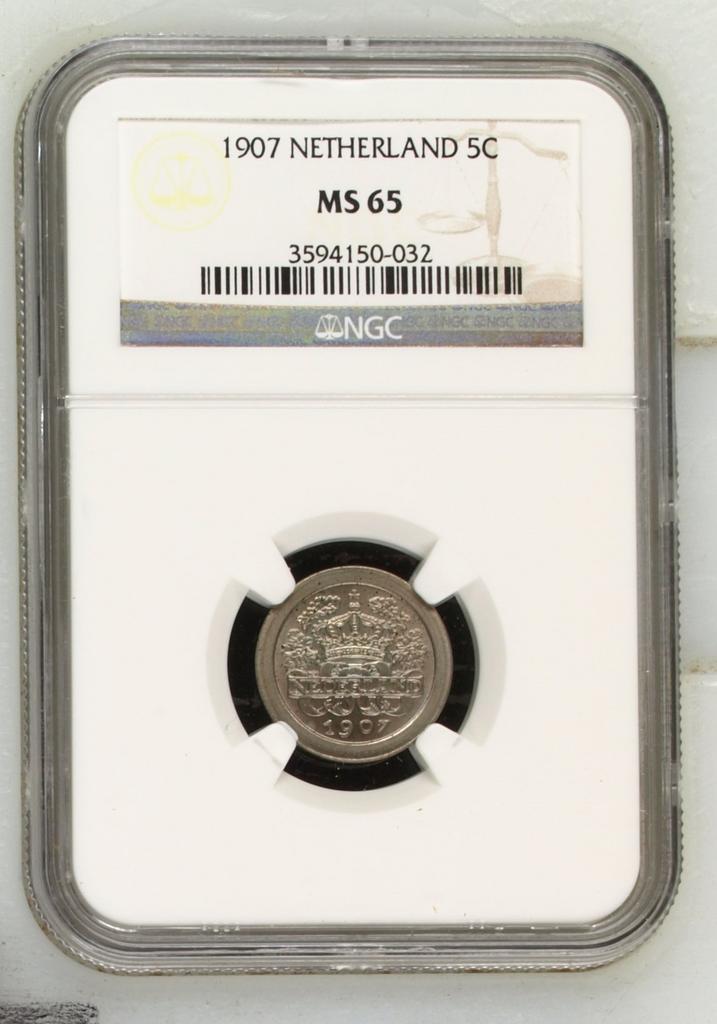 1907 NETHERLAND 5C
MS 65
3594150-032
NGC
NEDERLAND
1907